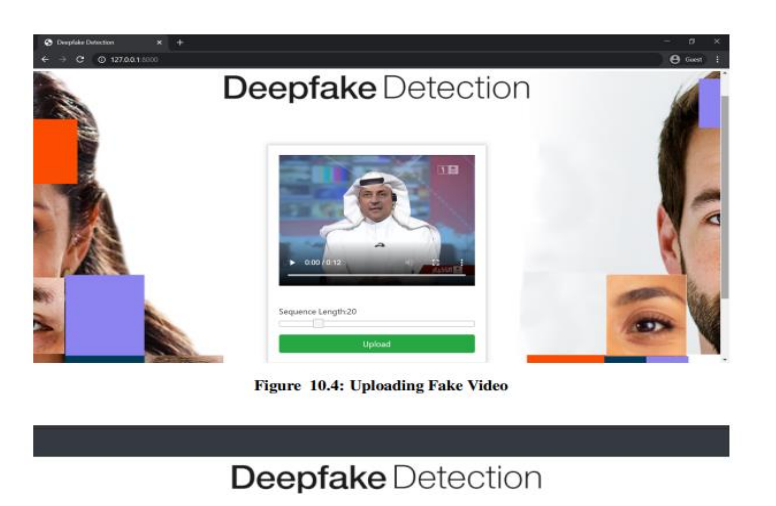 Deepfake Detection
127.0.0.1:8000
Guest
Deepfake Detection
0:00 / 0:12
Sequence Length:20
Upload
Figure 10.4: Uploading Fake Video
Deepfake Detection